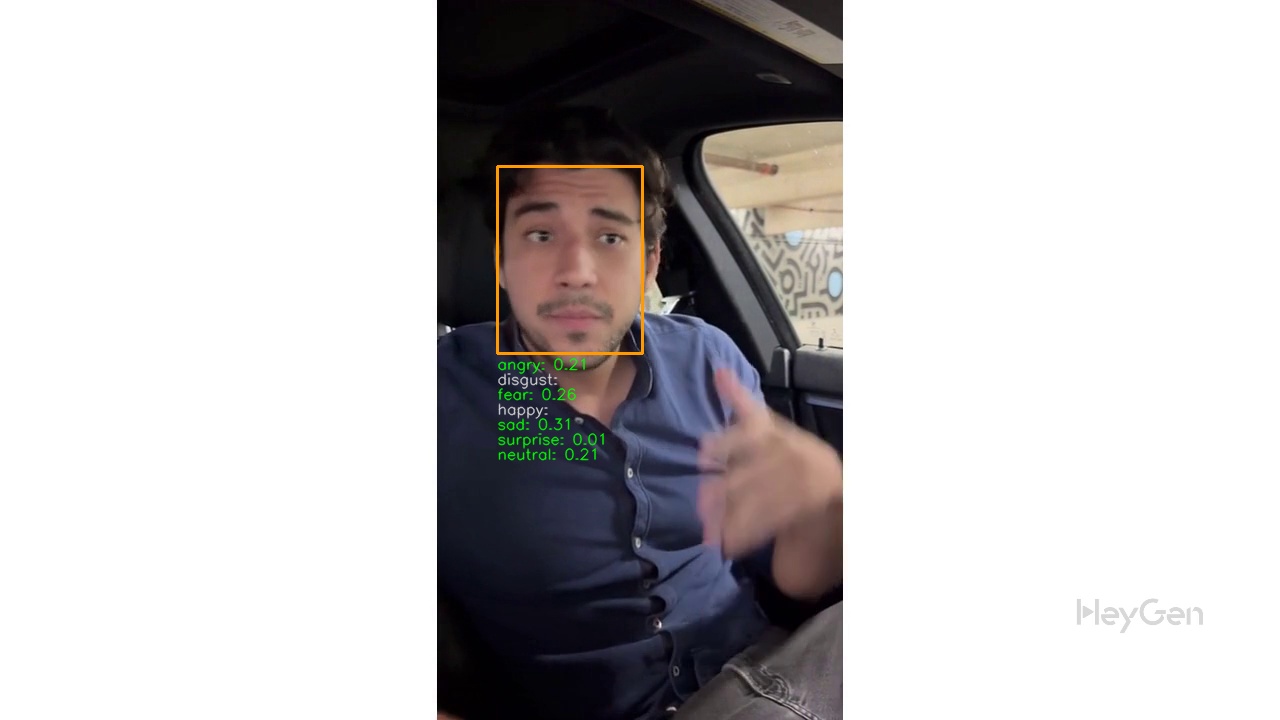 angry: 0.21
disgust:
fear: 0.26
happy:
sad: 0.31
surprise: 0.01
neutral: 0.21
HeyGen